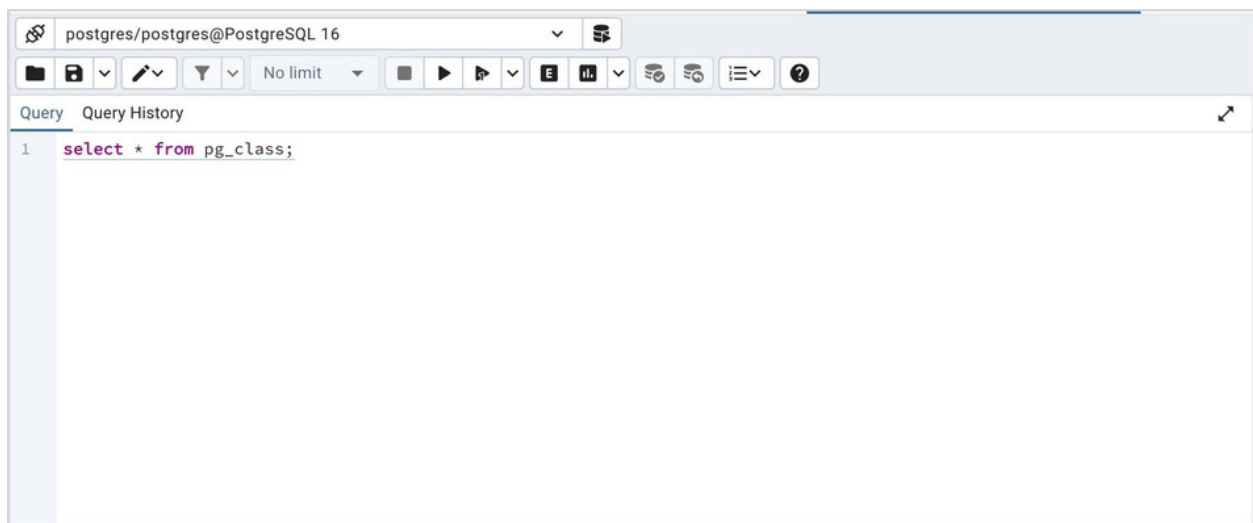 postgres/postgres@PostgreSQL 16
No limit
Query Query History
1 select * from pg_class;